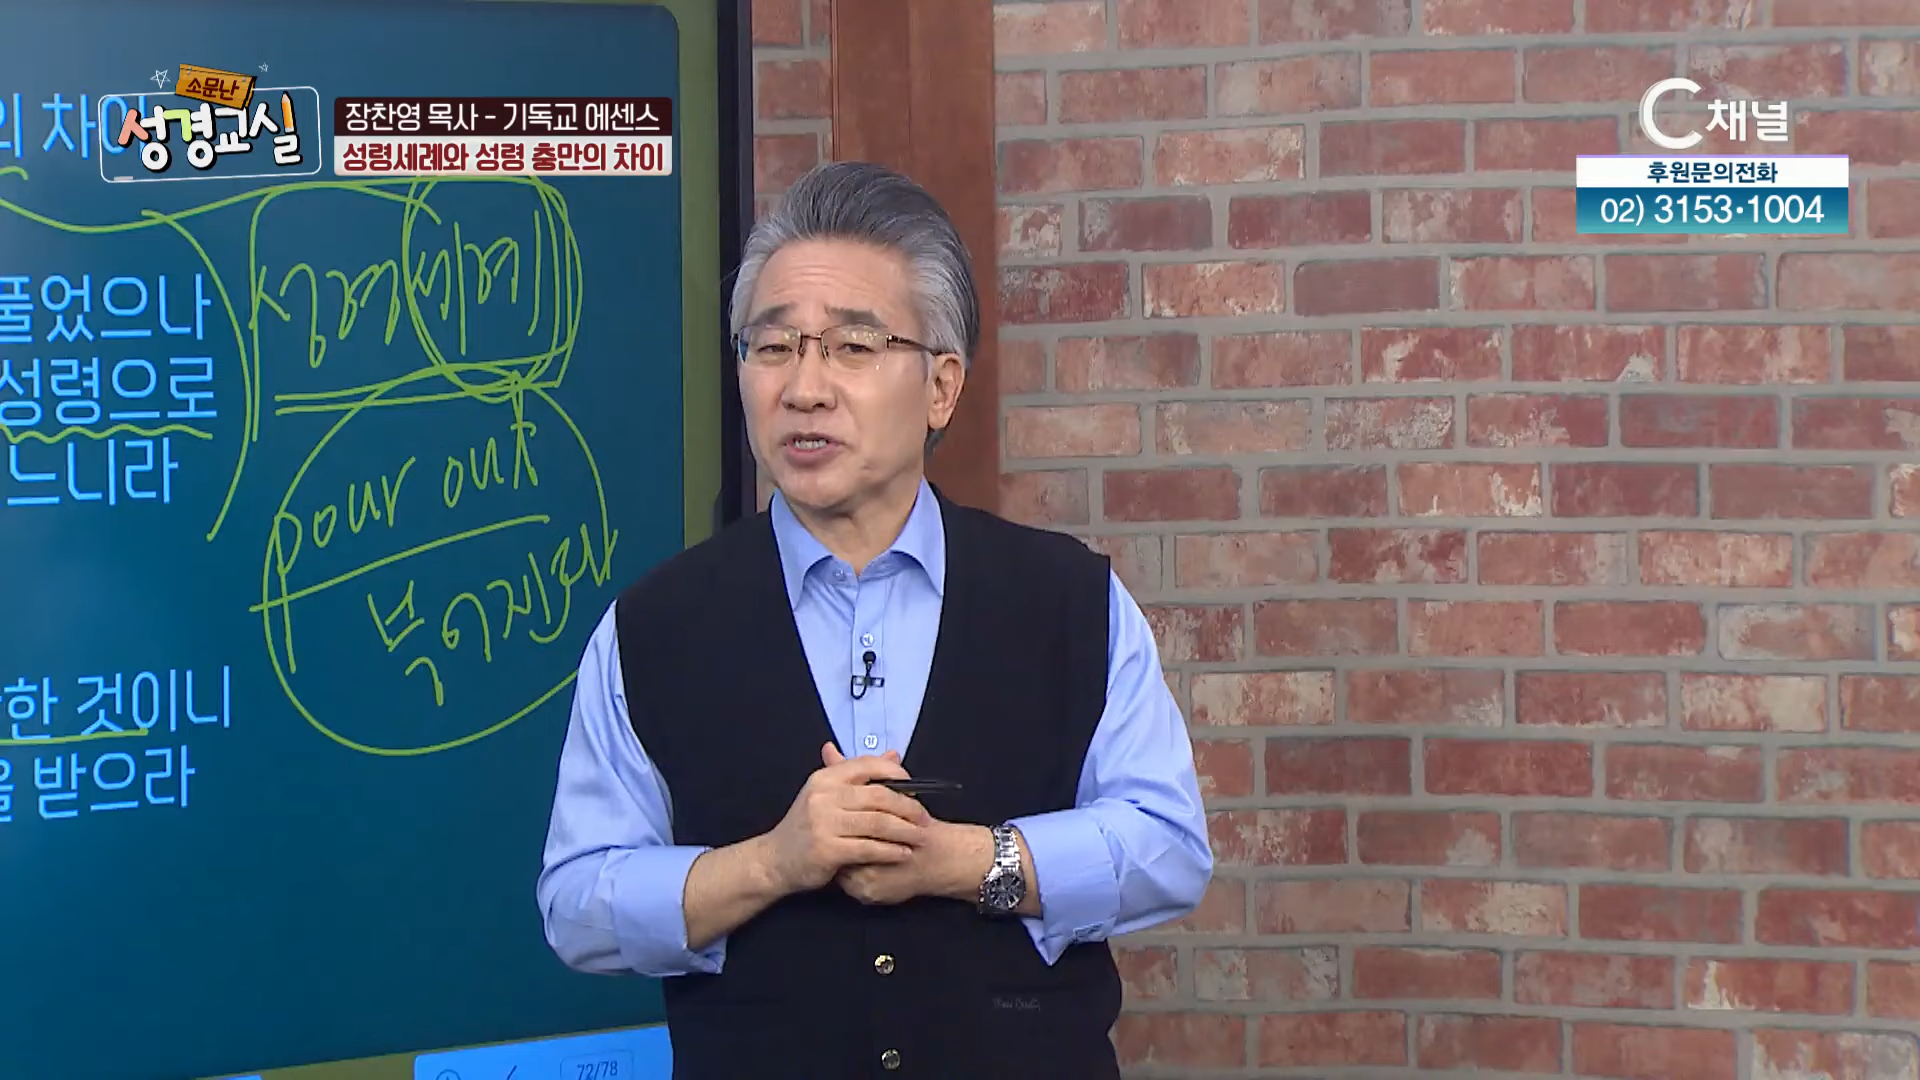 소문난
성경교실
장찬영 목사 - 기독교 에센스
성령세례와 성령 충만의 차이
C채널
후원문의전화
02) 3153·1004
의 차이
풀었으나
성령으로
느니라
성령세례
pour out
부어진다
한 것이니
을 받으라
72/78